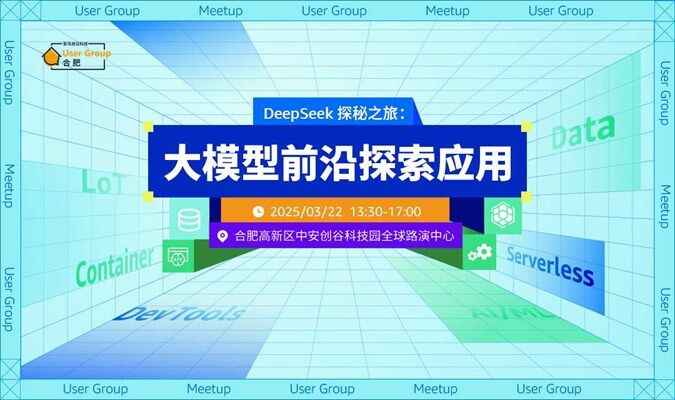 User Group Meetup User Group Meetup User Group
亚马逊云科技
User Group
合肥
DeepSeek 探秘之旅：
大模型前沿探索应用
2025/03/22 13:30-17:00
合肥高新区中安创谷科技园全球路演中心
LoT
Container
DevTools
Data
Serverless
AI/ML
User Group Meetup User Group
User Group Meetup User Group
User Group Meetup User Group Meetup User Group